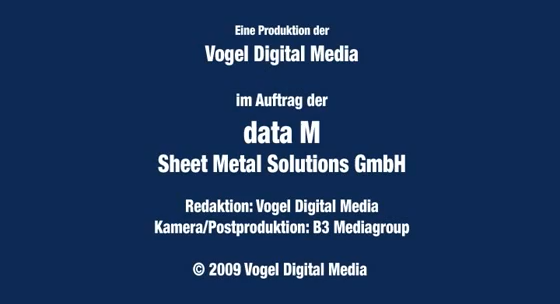 Eine Produktion der
Vogel Digital Media
im Auftrag der
data M
Sheet Metal Solutions GmbH
Redaktion: Vogel Digital Media
Kamera/Postproduktion: B3 Mediagroup
© 2009 Vogel Digital Media